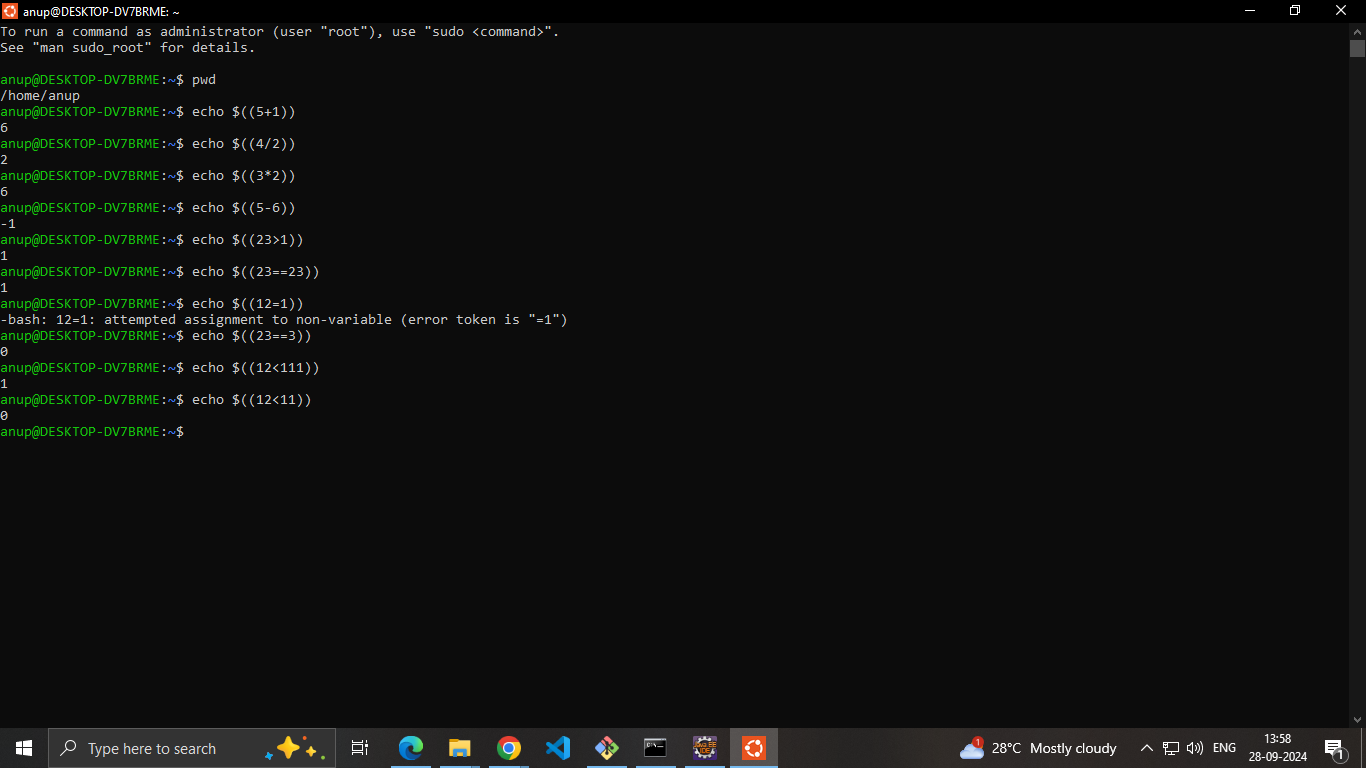 anup@DESKTOP-DV7BRME: ~
To run a command as administrator (user "root"), use "sudo <command>".
See "man sudo_root" for details.
anup@DESKTOP-DV7BRME:~$ pwd
/home/anup
anup@DESKTOP-DV7BRME:~$ echo $((5+1))
6
anup@DESKTOP-DV7BRME:~$ echo $((4/2))
2
anup@DESKTOP-DV7BRME:~$ echo $((3*2))
6
anup@DESKTOP-DV7BRME:~$ echo $((5-6))
-1
anup@DESKTOP-DV7BRME:~$ echo $((23>1))
1
anup@DESKTOP-DV7BRME:~$ echo $((23==23))
1
anup@DESKTOP-DV7BRME:~$ echo $((12=1))
-bash: 12=1: attempted assignment to non-variable (error token is "=1")
anup@DESKTOP-DV7BRME:~$ echo $((23==3))
0
anup@DESKTOP-DV7BRME:~$ echo $((12<111))
1
anup@DESKTOP-DV7BRME:~$ echo $((12<11))
0
anup@DESKTOP-DV7BRME:~$
Type here to search
Java EE
IDE
1
28°C Mostly cloudy
ENG
13:58
28-09-2024
1